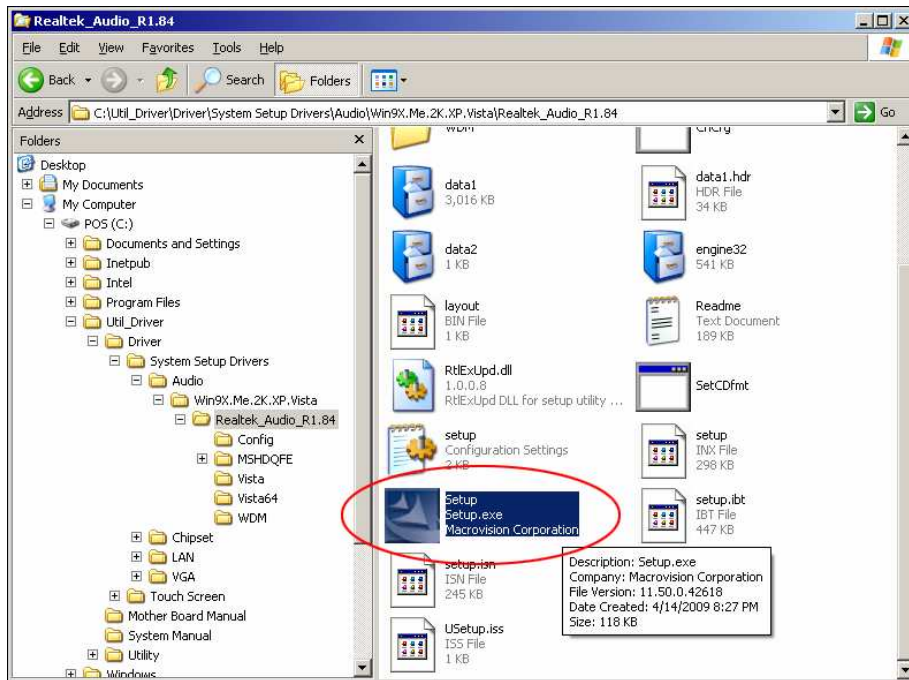 Realtek_Audio_R1.84
File Edit View Favorites Tools Help
Back Search Folders
Address C:\Util_Driver\Driver\System Setup Drivers\Audio\Win9X.Me.2K.XP.Vista\Realtek_Audio_R1.84 Go
Folders
Desktop
My Documents
My Computer
POS (C:)
Documents and Settings
Inetpub
Intel
Program Files
Util_Driver
Driver
System Setup Drivers
Audio
Win9X.Me.2K.XP.Vista
Realtek_Audio_R1.84
Config
MSHDQFE
Vista
Vista64
WDM
Chipset
LAN
VGA
Touch Screen
Mother Board Manual
System Manual
Utility
Windows
WDM
data1
3,016 KB
data1.hdr
HDR File
34 KB
data2
1 KB
engine32
541 KB
layout
BIN File
1 KB
Readme
Text Document
189 KB
RtlExUpd.dll
1.0.0.8
RtlExUpd DLL for setup utility ...
SetCDfmt
setup
Configuration Settings
2 KB
setup
INX File
298 KB
Setup
Setup.exe
Macrovision Corporation
setup.ibt
IBT File
447 KB
setup.isn
ISN File
245 KB
Description: Setup.exe
Company: Macrovision Corporation
File Version: 11.50.0.42618
Date Created: 4/14/2009 8:27 PM
Size: 118 KB
USetup.iss
ISS File
1 KB